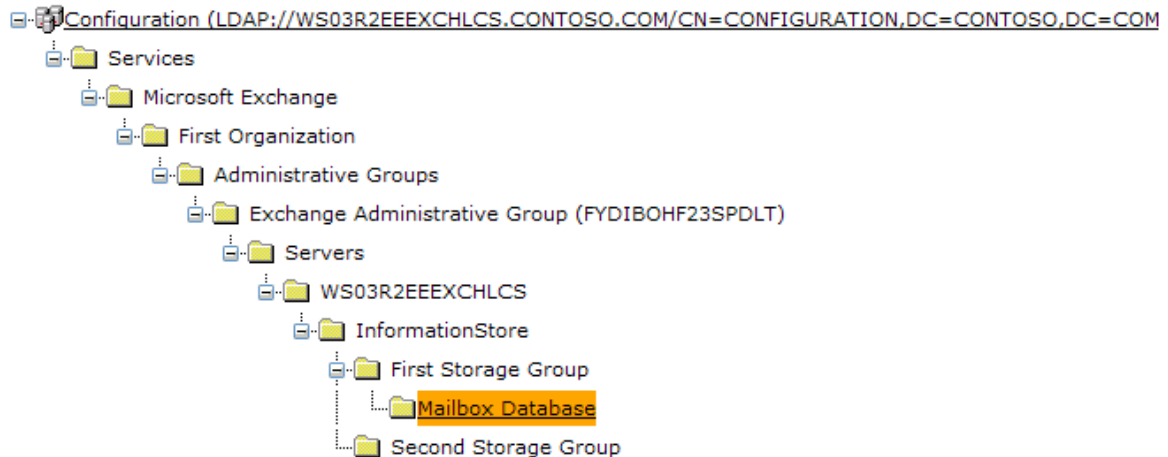 Configuration (LDAP://WS03R2EEEXCHLCS.CONTOSO.COM/CN=CONFIGURATION,DC=CONTOSO,DC=COM
Services
Microsoft Exchange
First Organization
Administrative Groups
Exchange Administrative Group (FYDIBOHF23SPDLT)
Servers
WS03R2EEEXCHLCS
InformationStore
First Storage Group
Mailbox Database
Second Storage Group